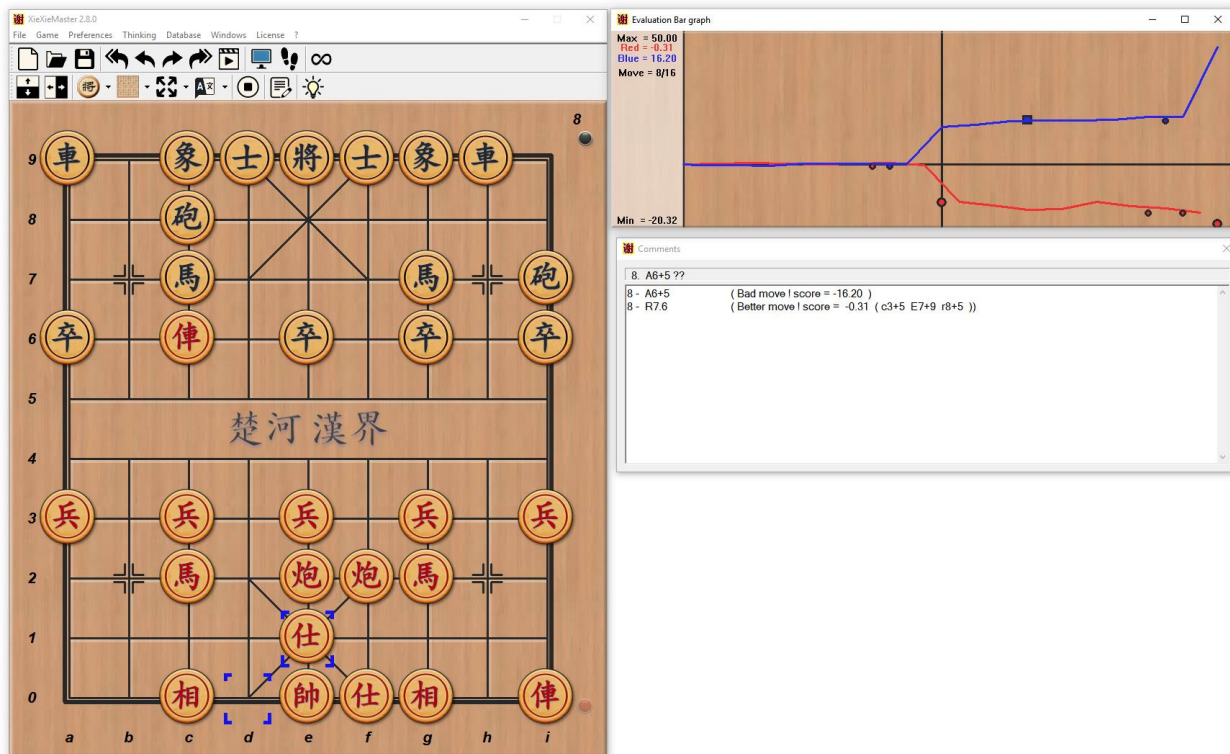 XieXieMaster 2.8.0
File Game Preferences Thinking Database Windows License ?
8
9 車 象 士 將 士 象 車
8 砲
7 馬 馬 砲
6 卒 俥 卒 卒 卒
5
楚河 漢界
4
3 兵 兵 兵 兵 兵
2 馬 炮 炮 馬
1 仕
0 相 帥 仕 相 俥
a b c d e f g h i
Evaluation Bar graph
Max = 50.00
Red = -0.31
Blue = 16.20
Move = 8/16
Min = -20.32
Comments
8. A6+5 ??
8 - A6+5 ( Bad move ! score = -16.20 )
8 - R7.6 ( Better move ! score = -0.31 ( c3+5 E7+9 r8+5 ))